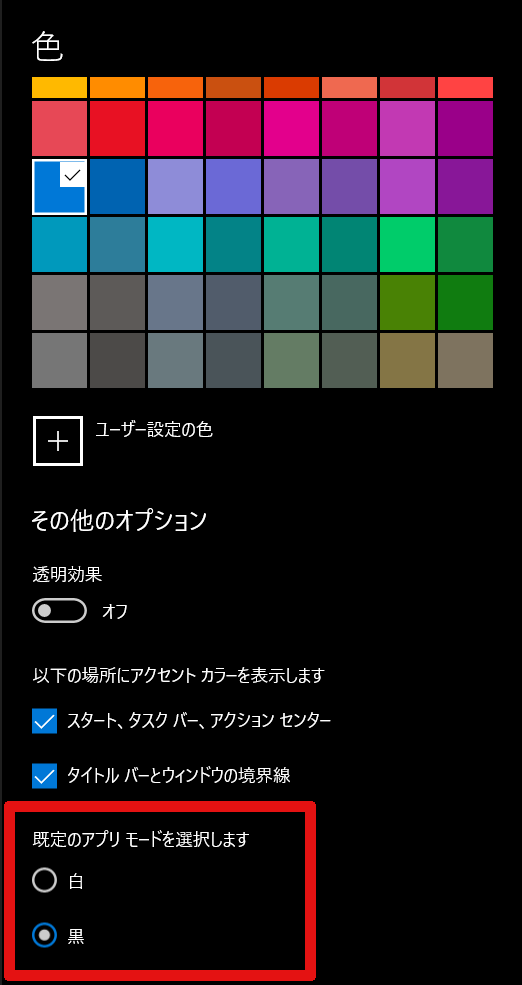 色
ユーザー設定の色
その他のオプション
透明効果
オフ
以下の場所にアクセント カラーを表示します
スタート、タスク バー、アクション センター
タイトル バーとウィンドウの境界線
既定のアプリ モードを選択します
白
黒